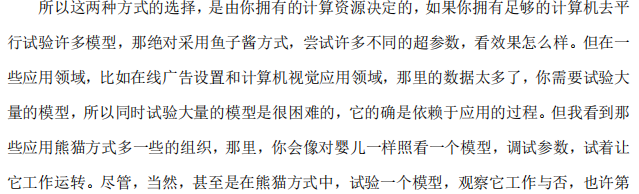 所以这两种方式的选择，是由你拥有的计算资源决定的，如果你拥有足够的计算机去平
行试验许多模型，那绝对采用鱼子酱方式，尝试许多不同的超参数，看效果怎么样。但在一
些应用领域，比如在线广告设置和计算机视觉应用领域，那里的数据太多了，你需要试验大
量的模型，所以同时试验大量的模型是很困难的，它的确是依赖于应用的过程。但我看到那
些应用熊猫方式多一些的组织，那里，你会像对婴儿一样照看一个模型，调试参数，试着让
它工作运转。尽管，当然，甚至是在熊猫方式中，试验一个模型，观察它工作与否，也许第